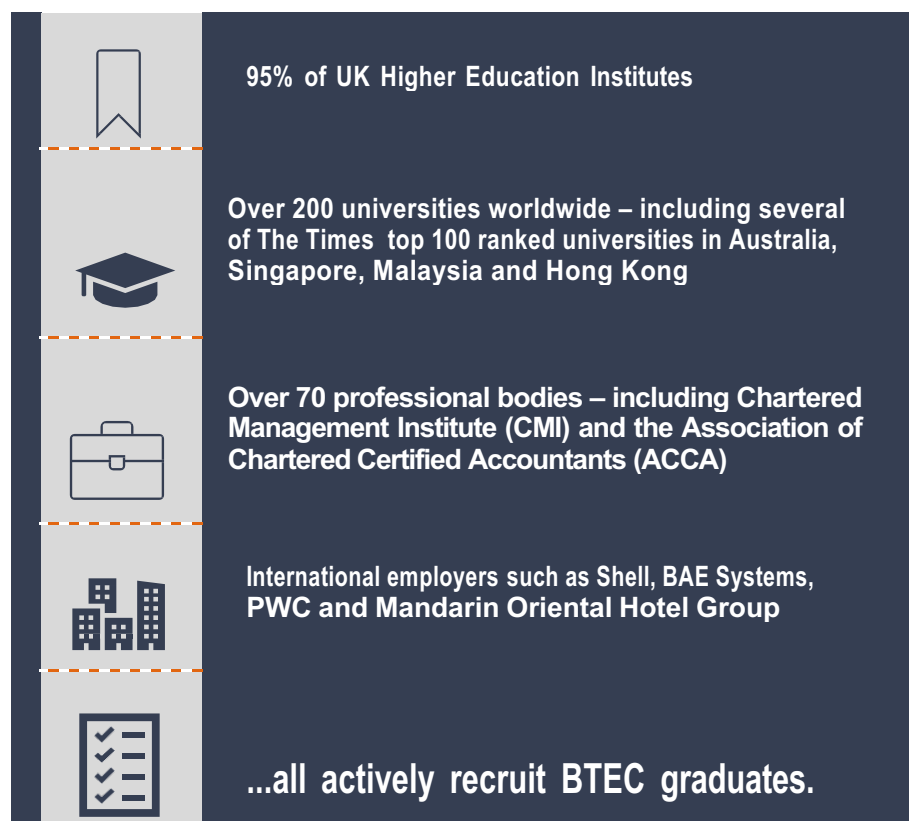 95% of UK Higher Education Institutes
Over 200 universities worldwide – including several
of The Times top 100 ranked universities in Australia,
Singapore, Malaysia and Hong Kong
Over 70 professional bodies – including Chartered
Management Institute (CMI) and the Association of
Chartered Certified Accountants (ACCA)
International employers such as Shell, BAE Systems,
PWC and Mandarin Oriental Hotel Group
...all actively recruit BTEC graduates.